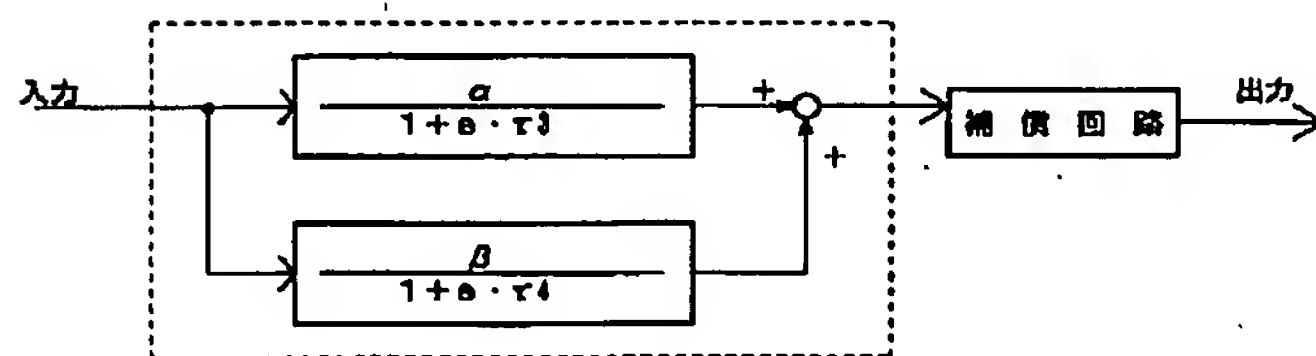 入力
α
1+s・τ3
+
+
補償回路
出力
β
1+s・τ4